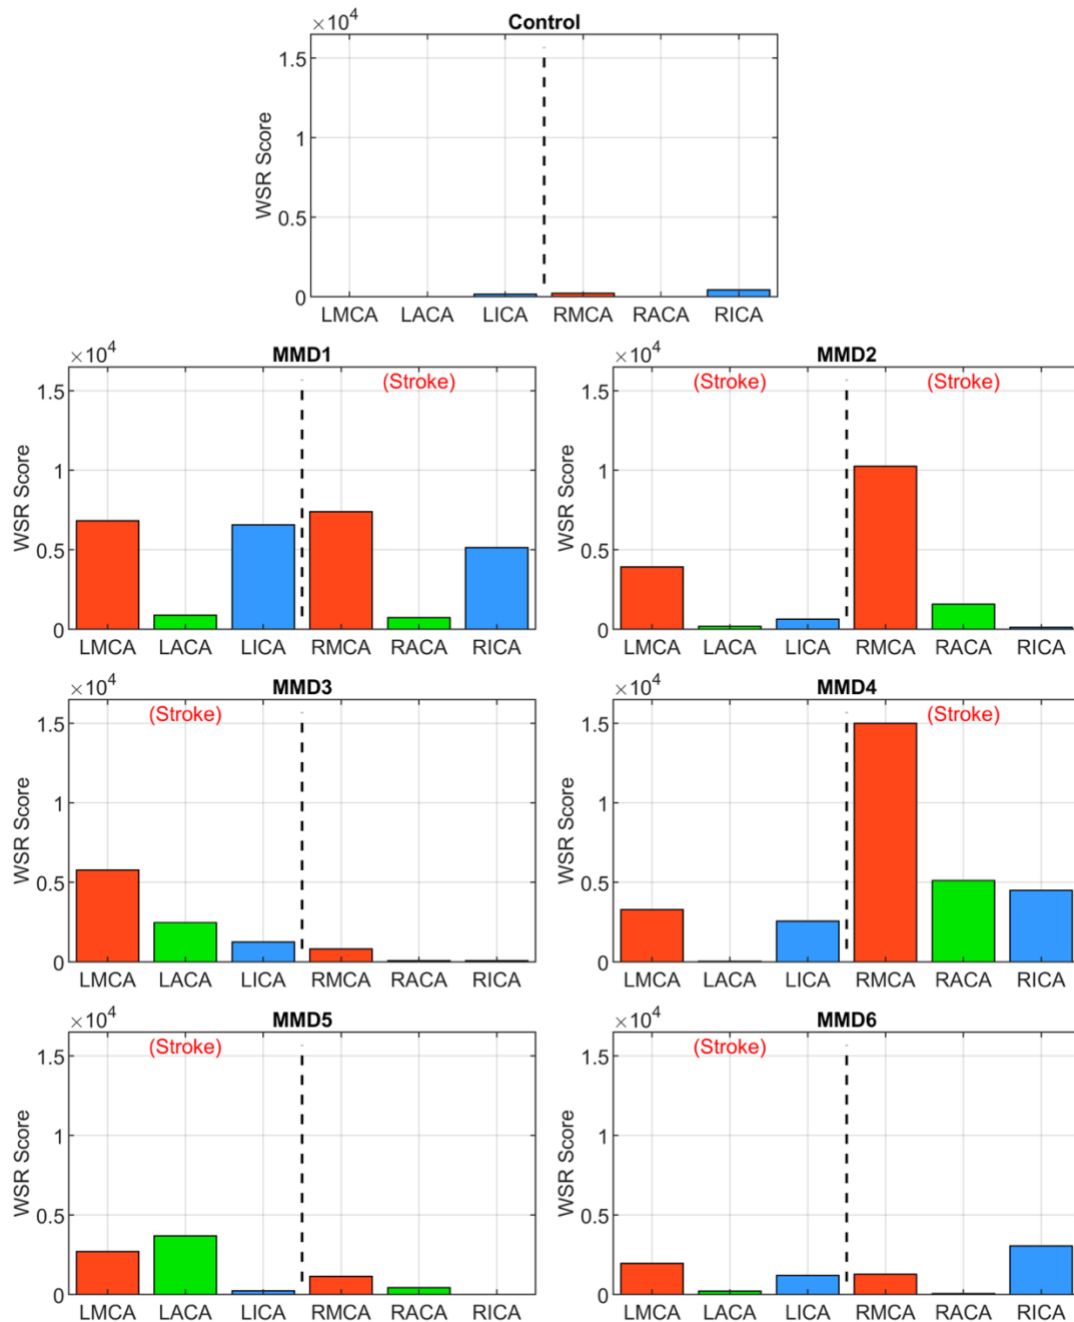 Control
×10⁴
1.5
1
0.5
0
WSR Score
LMCA LACA LICA RMCA RACA RICA
MMD1
×10⁴
(Stroke)
1.5
1
0.5
0
WSR Score
LMCA LACA LICA RMCA RACA RICA
MMD2
×10⁴
(Stroke) (Stroke)
1.5
1
0.5
0
WSR Score
LMCA LACA LICA RMCA RACA RICA
MMD3
×10⁴
(Stroke)
1.5
1
0.5
0
WSR Score
LMCA LACA LICA RMCA RACA RICA
MMD4
×10⁴
(Stroke)
1.5
1
0.5
0
WSR Score
LMCA LACA LICA RMCA RACA RICA
MMD5
×10⁴
(Stroke)
1.5
1
0.5
0
WSR Score
LMCA LACA LICA RMCA RACA RICA
MMD6
×10⁴
(Stroke)
1.5
1
0.5
0
WSR Score
LMCA LACA LICA RMCA RACA RICA